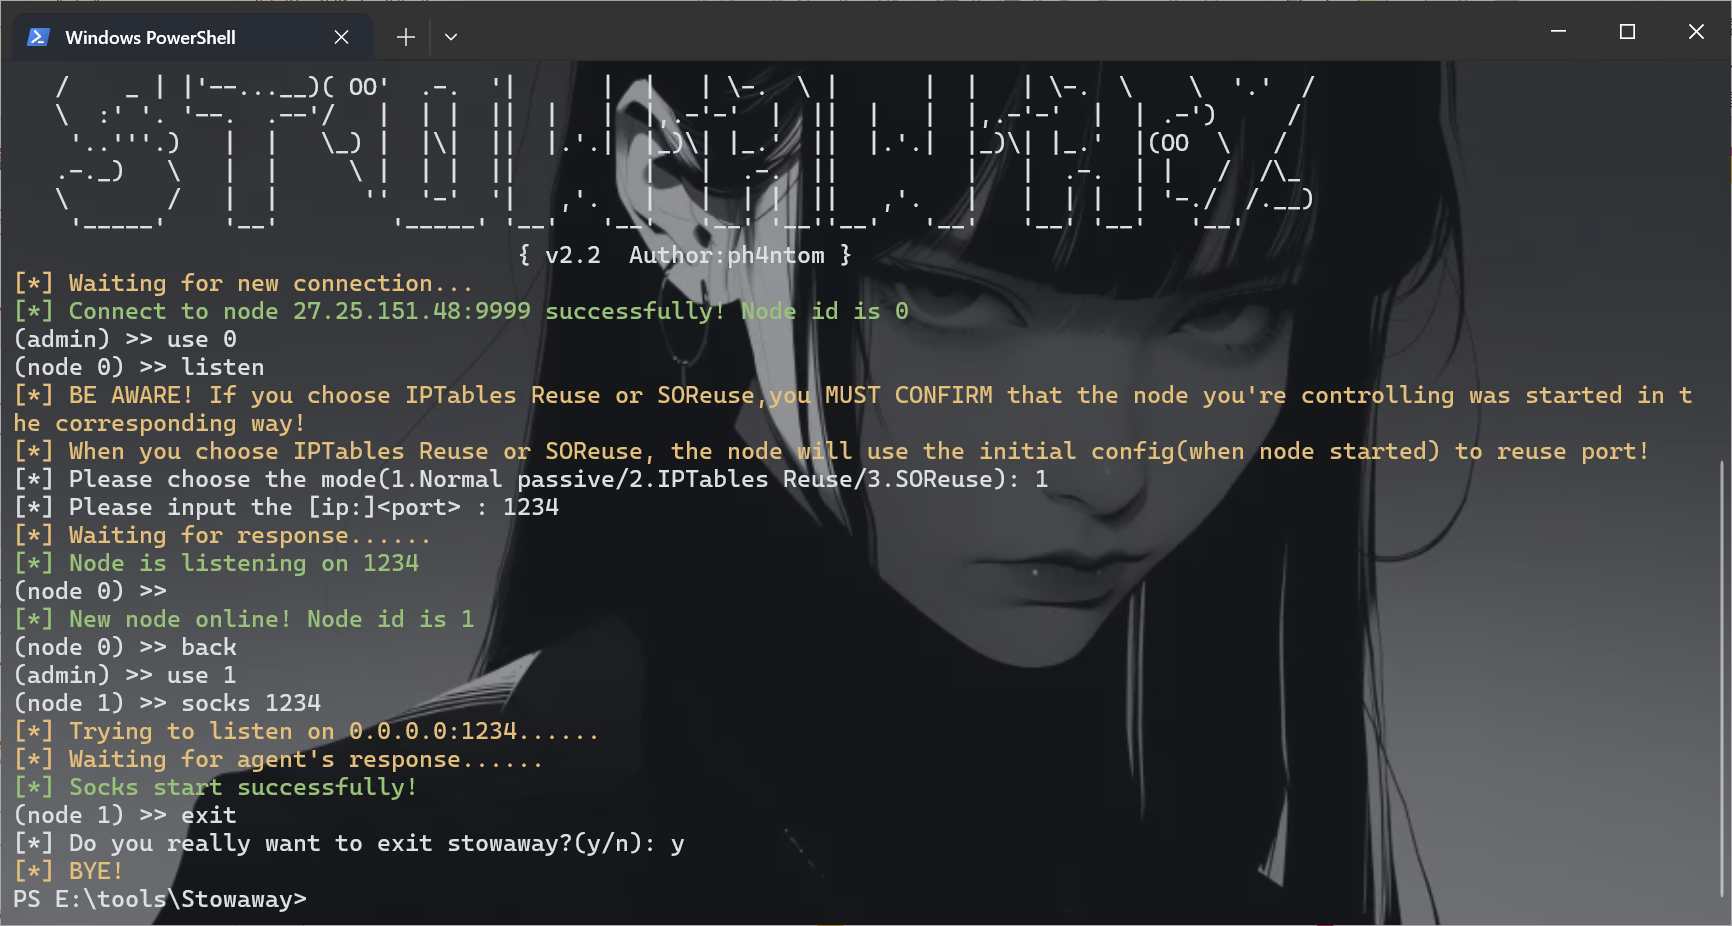 Windows PowerShell
{ v2.2  Author:ph4ntom }
[*] Waiting for new connection...
[*] Connect to node 27.25.151.48:9999 successfully! Node id is 0
(admin) >> use 0
(node 0) >> listen
[*] BE AWARE! If you choose IPTables Reuse or SOReuse,you MUST CONFIRM that the node you're controlling was started in t
he corresponding way!
[*] When you choose IPTables Reuse or SOReuse, the node will use the initial config(when node started) to reuse port!
[*] Please choose the mode(1.Normal passive/2.IPTables Reuse/3.SOReuse): 1
[*] Please input the [ip:]<port> : 1234
[*] Waiting for response......
[*] Node is listening on 1234
(node 0) >>
[*] New node online! Node id is 1
(node 0) >> back
(admin) >> use 1
(node 1) >> socks 1234
[*] Trying to listen on 0.0.0.0:1234......
[*] Waiting for agent's response......
[*] Socks start successfully!
(node 1) >> exit
[*] Do you really want to exit stowaway?(y/n): y
[*] BYE!
PS E:\tools\Stowaway>